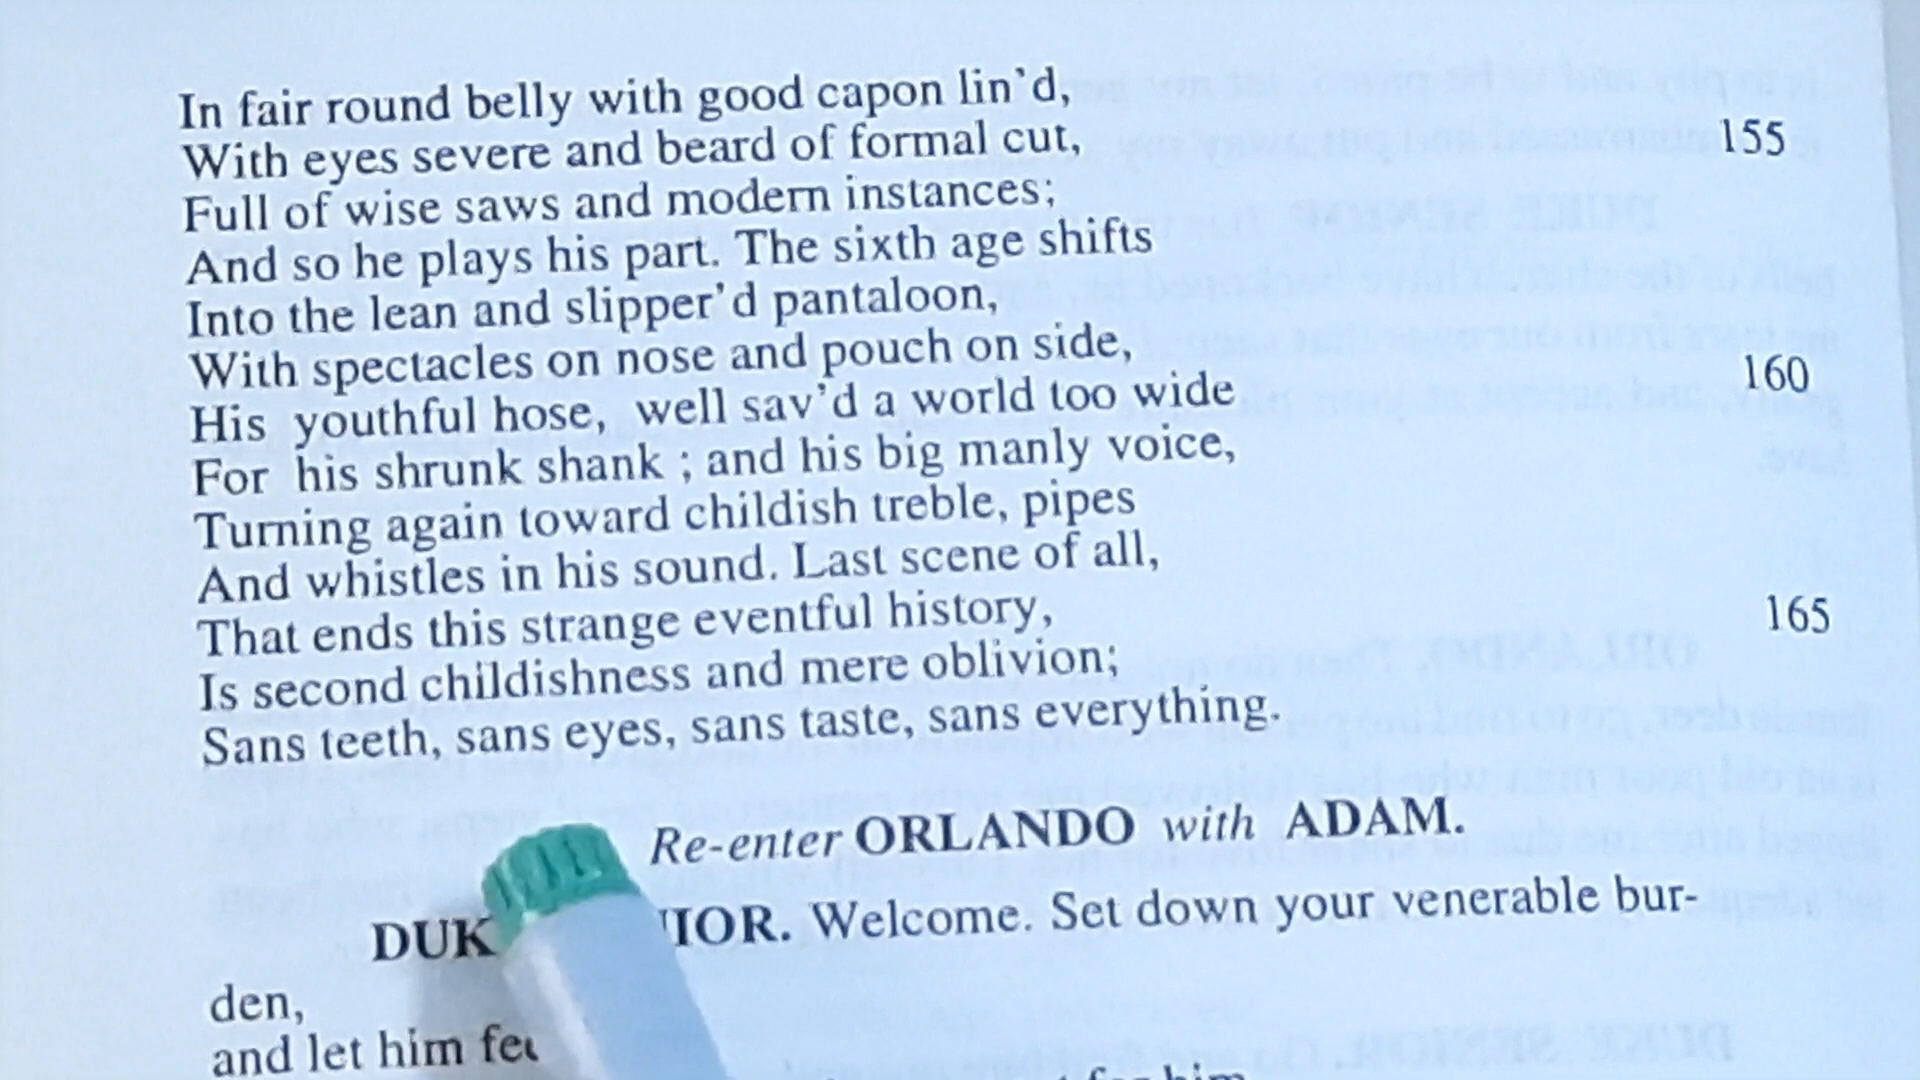 In fair round belly with good capon lin'd,
With eyes severe and beard of formal cut, 155
Full of wise saws and modern instances;
And so he plays his part. The sixth age shifts
Into the lean and slipper'd pantaloon,
With spectacles on nose and pouch on side,
His youthful hose, well sav'd a world too wide 160
For his shrunk shank ; and his big manly voice,
Turning again toward childish treble, pipes
And whistles in his sound. Last scene of all,
That ends this strange eventful history,
Is second childishness and mere oblivion; 165
Sans teeth, sans eyes, sans taste, sans everything.
Re-enter ORLANDO with ADAM.
DUK IOR. Welcome. Set down your venerable bur-
den,
and let him
him